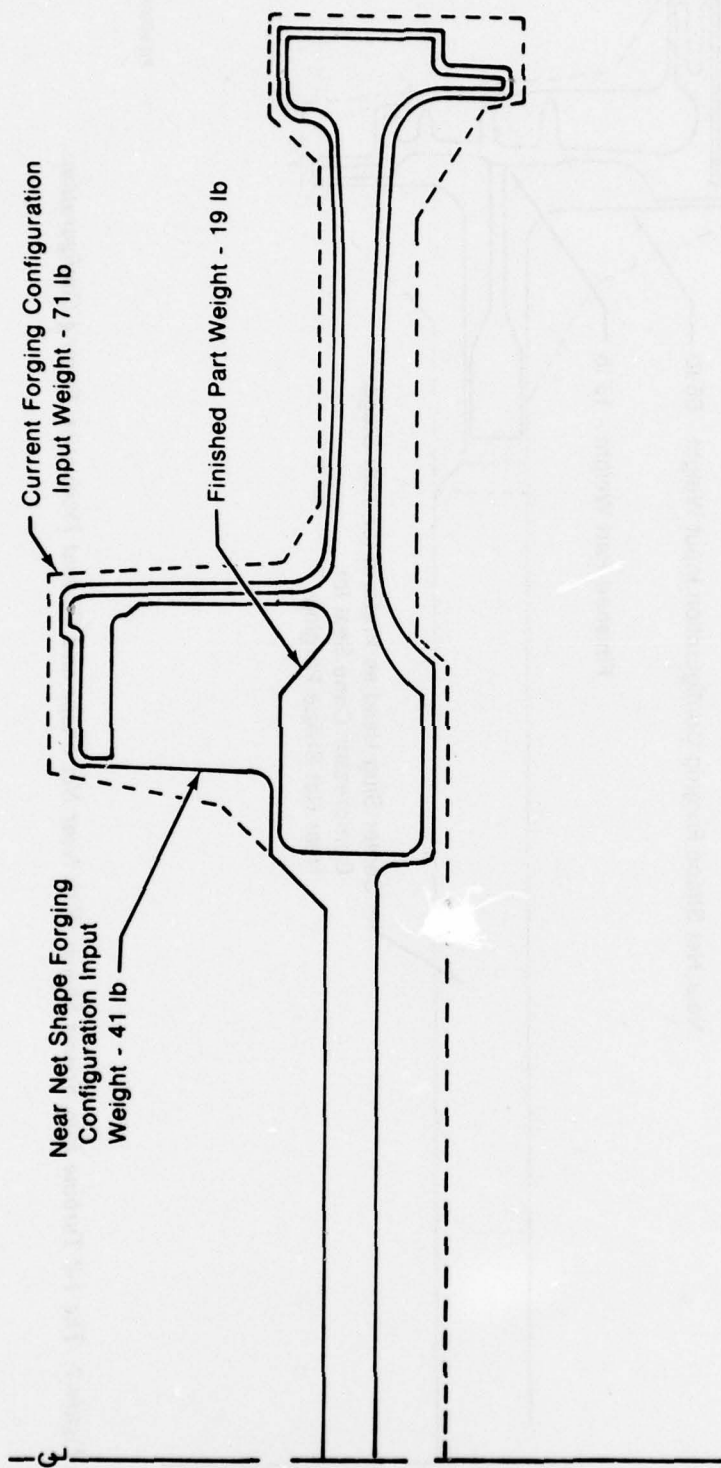 Current Forging Configuration
Input Weight - 71 lb
Finished Part Weight - 19 lb
Near Net Shape Forging
Configuration Input
Weight - 41 lb
℄